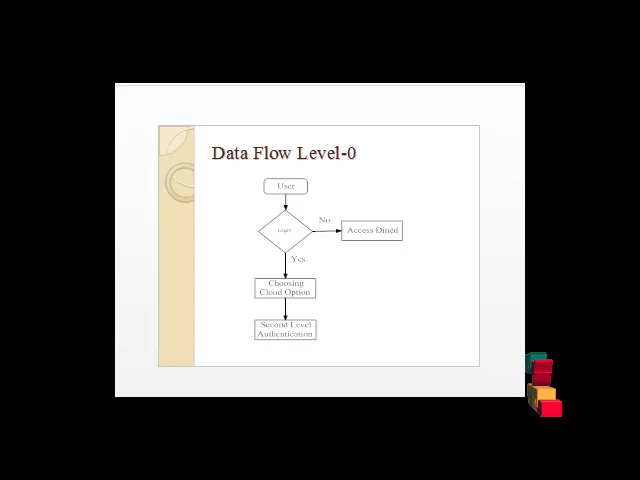 Data Flow Level-0
User
No
Login
Access Dined
Yes
Choosing
Cloud Option
Second Level
Authentication